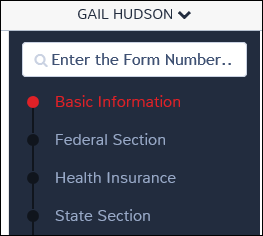 GAIL HUDSON
Enter the Form Number..
Basic Information
Federal Section
Health Insurance
State Section